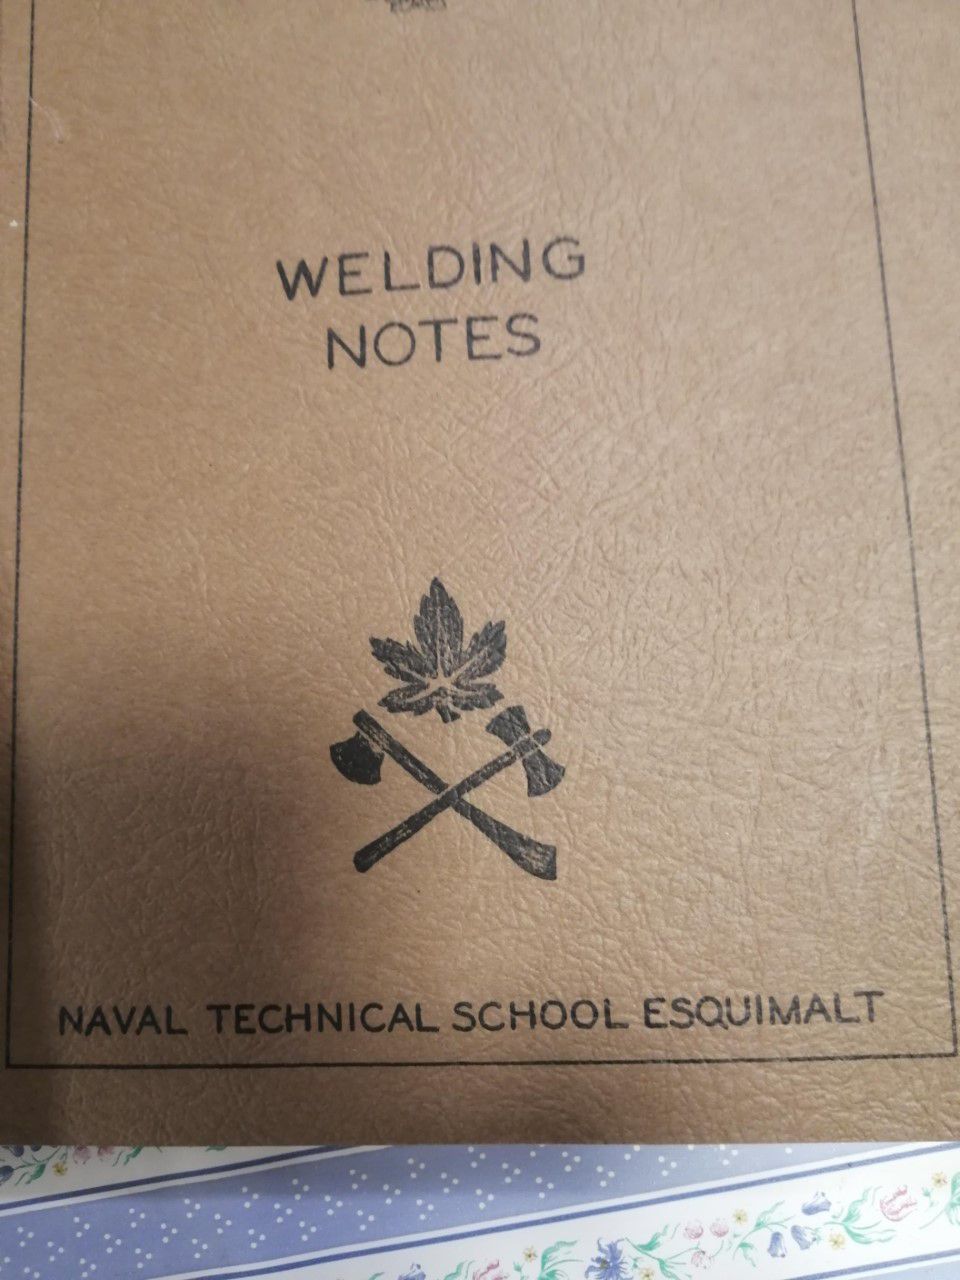 WELDING
NOTES
NAVAL TECHNICAL SCHOOL ESQUIMALT